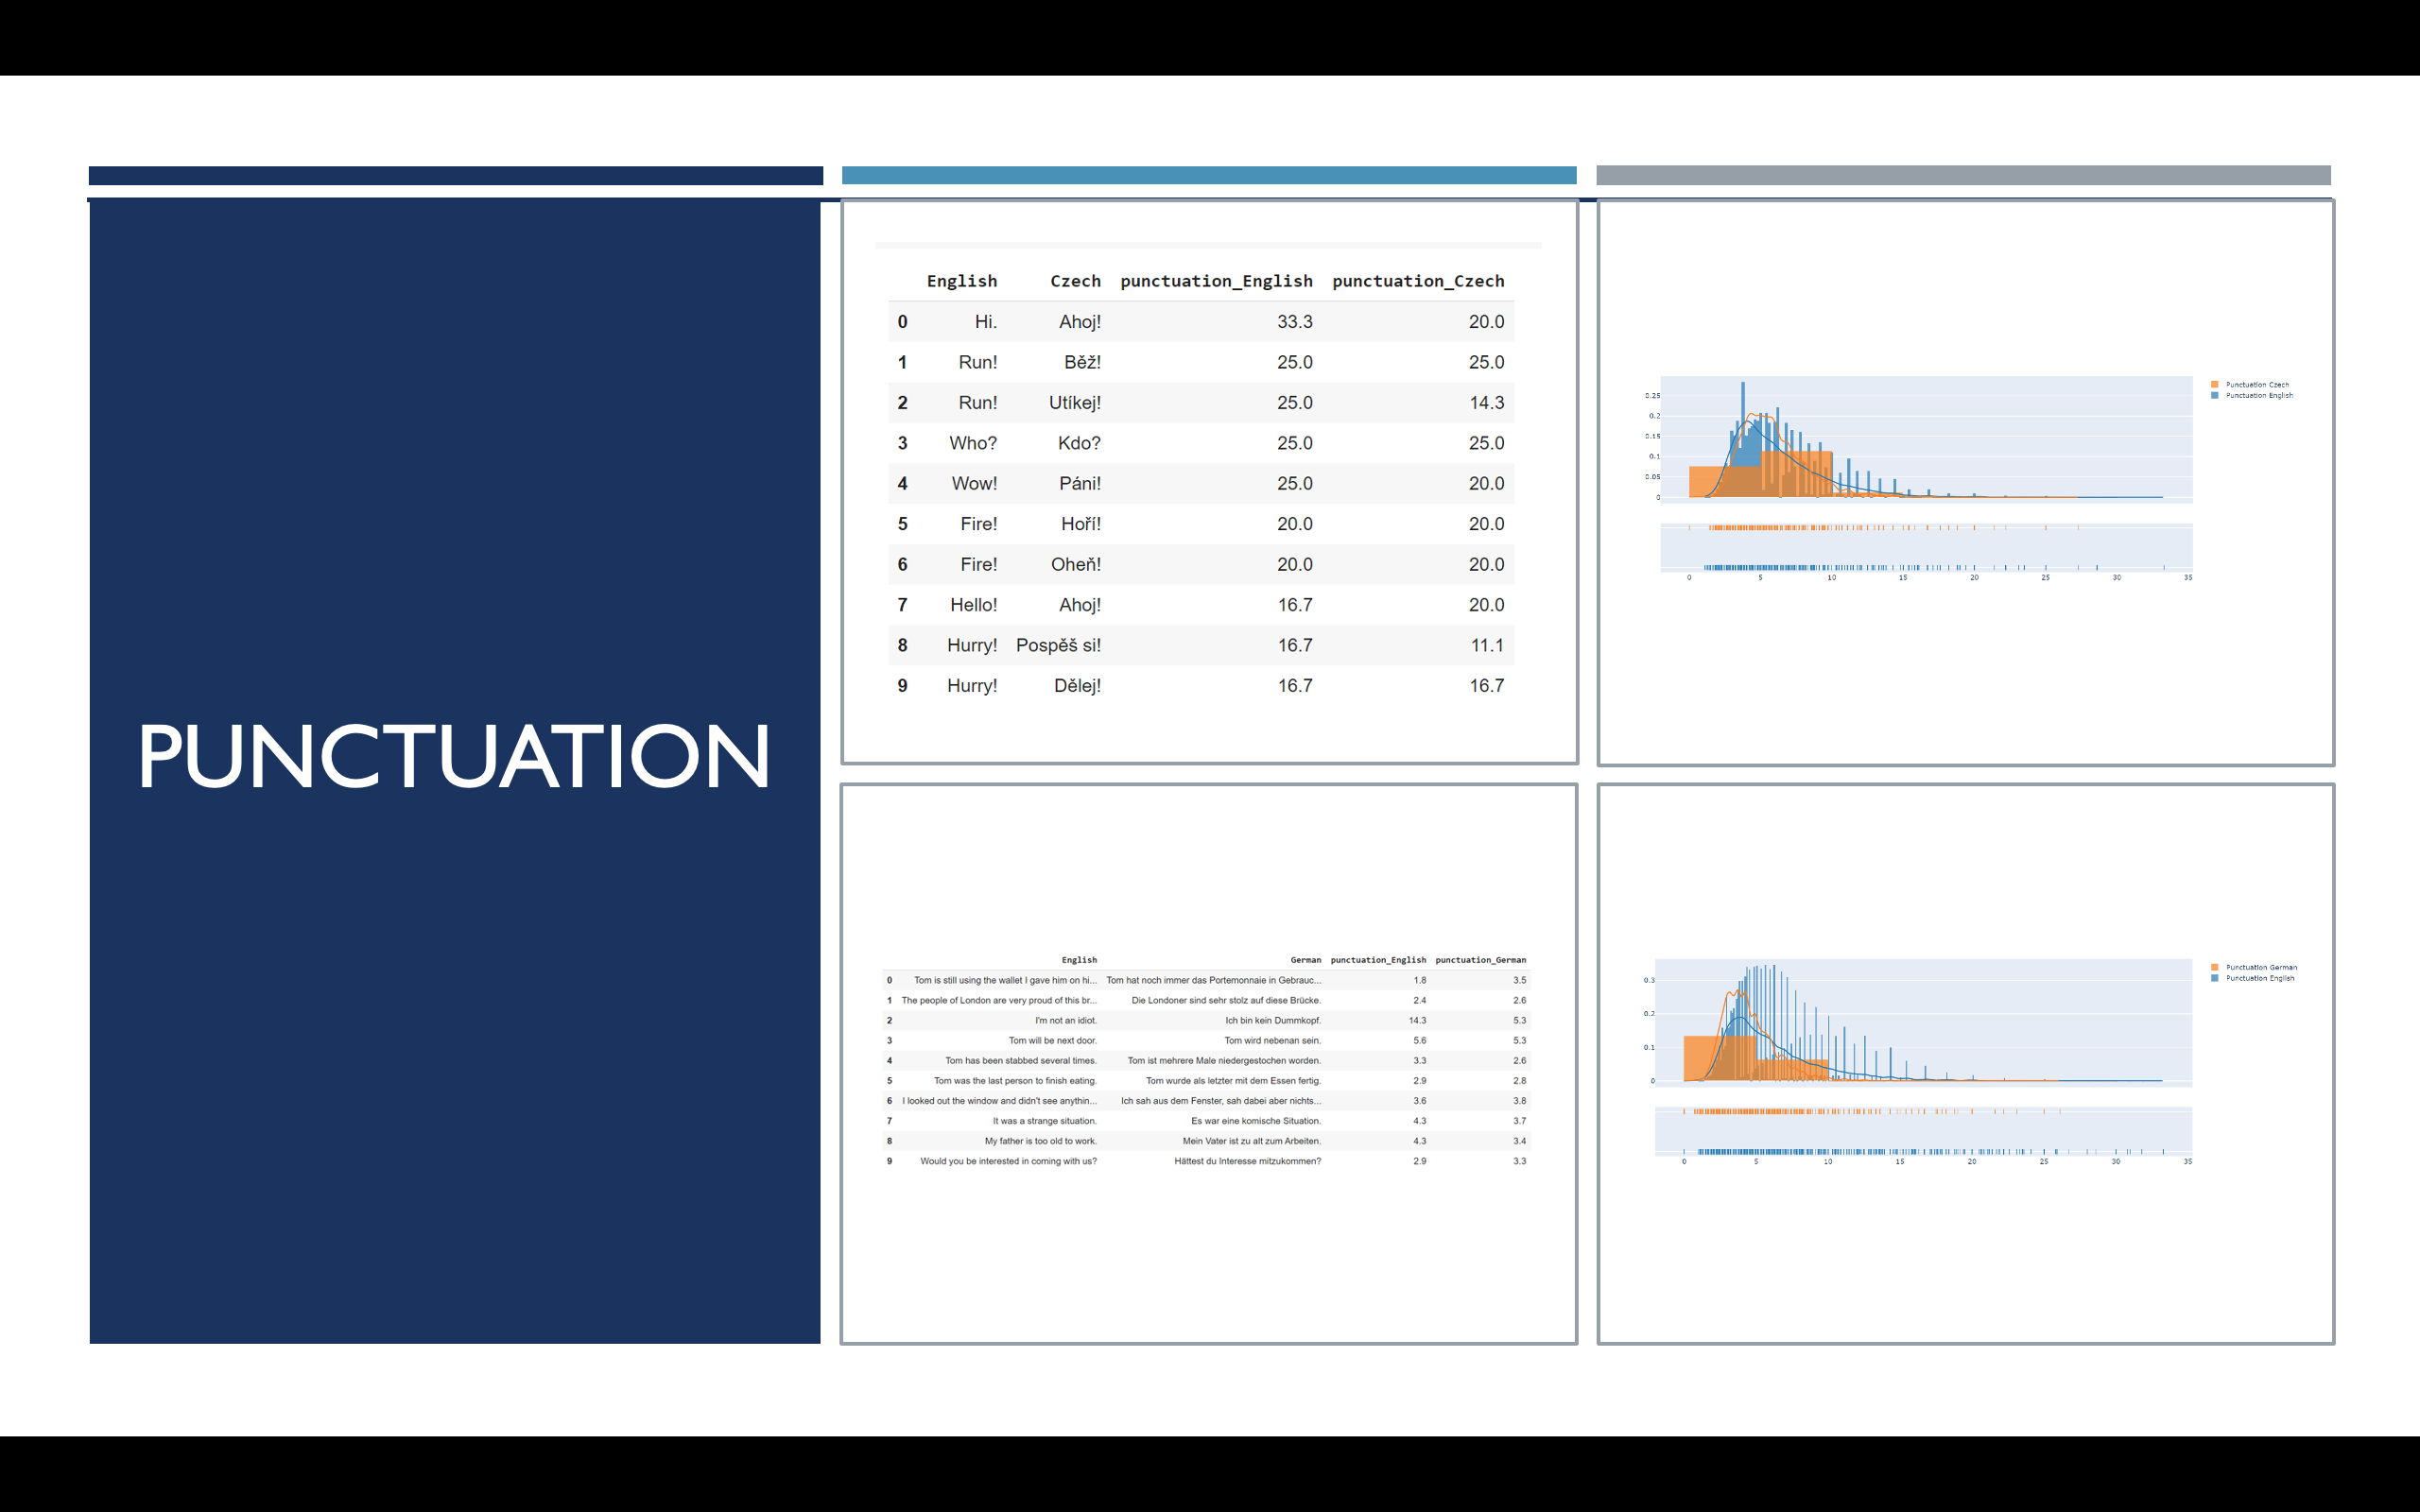 PUNCTUATION
English Czech punctuation_English punctuation_Czech
0 Hi. Ahoj! 33.3 20.0
1 Run! Běž! 25.0 25.0
2 Run! Utíkej! 25.0 14.3
3 Who? Kdo? 25.0 25.0
4 Wow! Páni! 25.0 20.0
5 Fire! Hoří! 20.0 20.0
6 Fire! Oheň! 20.0 20.0
7 Hello! Ahoj! 16.7 20.0
8 Hurry! Pospěš si! 16.7 11.1
9 Hurry! Dělej! 16.7 16.7
Punctuation Czech
Punctuation English
0.25
0.2
0.15
0.1
0.05
0
0 5 10 15 20 25 30 35
English German punctuation_English punctuation_German
0 Tom is still using the wallet I gave him on hi... Tom hat noch immer das Portemonnaie in Gebrauc... 1.8 3.5
1 The people of London are very proud of this br... Die Londoner sind sehr stolz auf diese Brücke. 2.4 2.6
2 I'm not an idiot. Ich bin kein Dummkopf. 14.3 5.3
3 Tom will be next door. Tom wird nebenan sein. 5.6 5.3
4 Tom has been stabbed several times. Tom ist mehrere Male niedergestochen worden. 3.3 2.6
5 Tom was the last person to finish eating. Tom wurde als letzter mit dem Essen fertig. 2.9 2.8
6 I looked out the window and didn't see anythin... Ich sah aus dem Fenster, sah dabei aber nichts... 3.6 3.8
7 It was a strange situation. Es war eine komische Situation. 4.3 3.7
8 My father is too old to work. Mein Vater ist zu alt zum Arbeiten. 4.3 3.4
9 Would you be interested in coming with us? Hättest du Interesse mitzukommen? 2.9 3.3
Punctuation German
Punctuation English
0.3
0.2
0.1
0
0 5 10 15 20 25 30 35